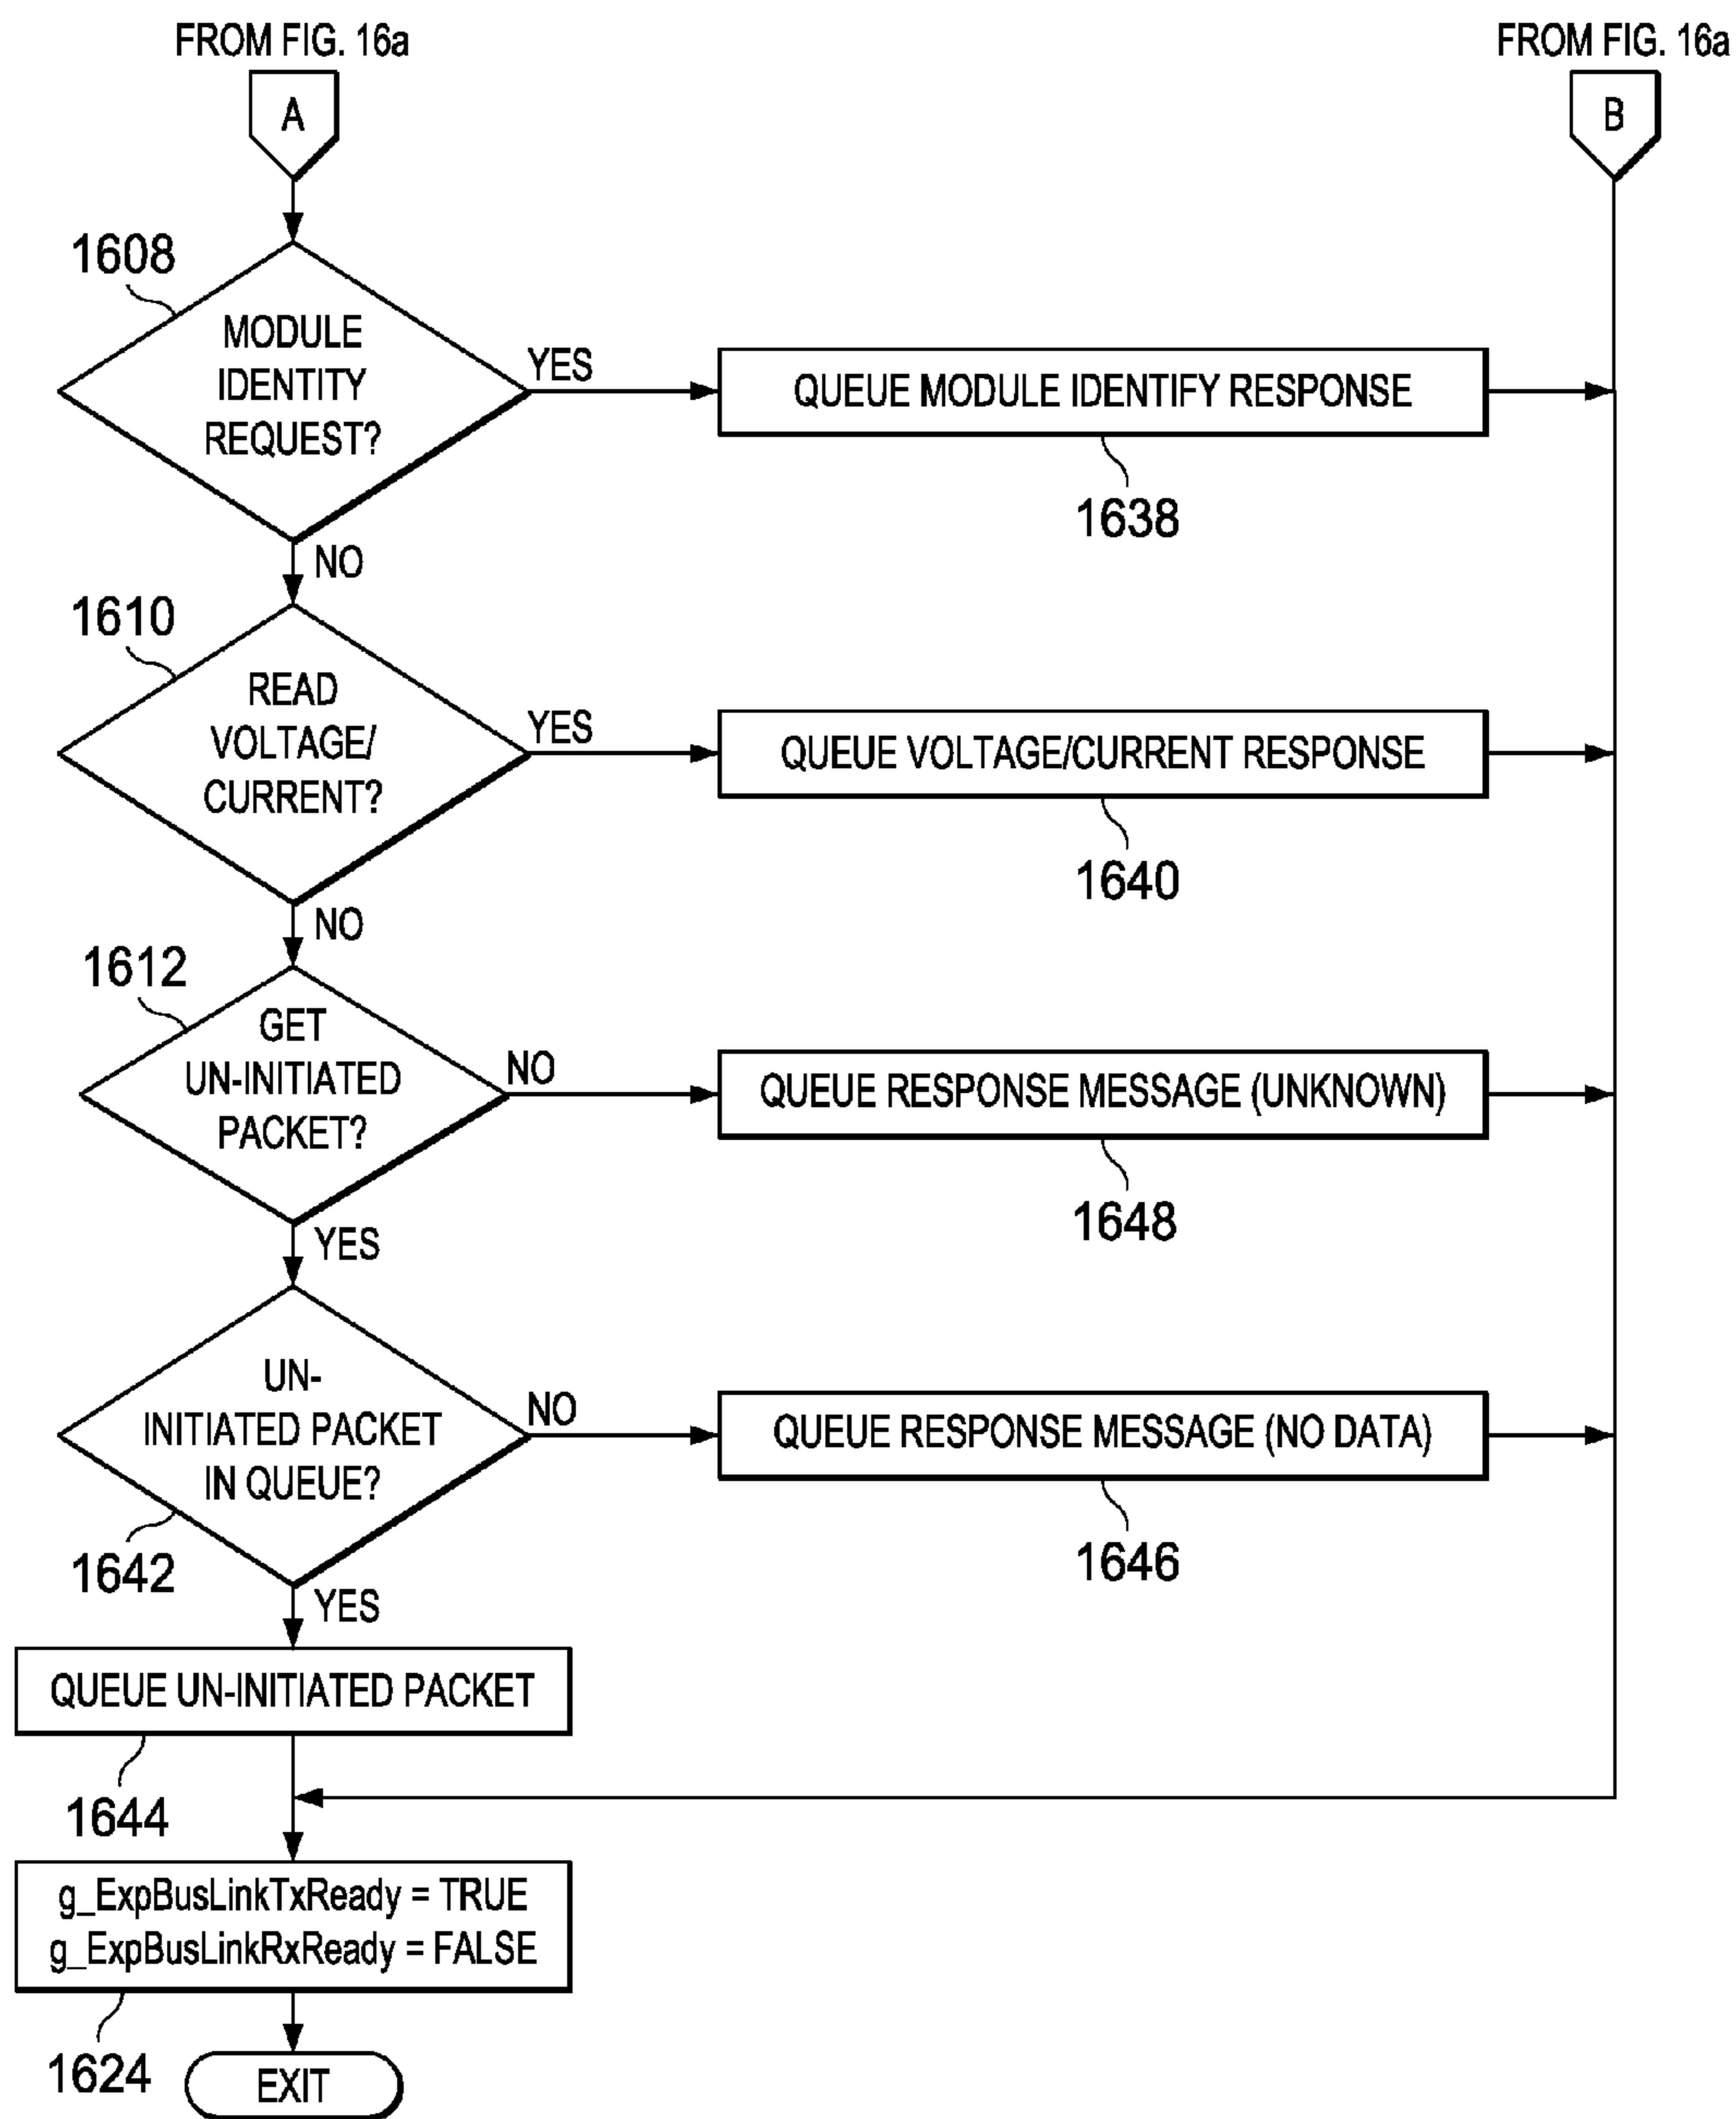 FROM FIG. 16a
FROM FIG. 16a
A
B
1608
MODULE
IDENTITY
REQUEST?
YES
QUEUE MODULE IDENTIFY RESPONSE
1638
NO
1610
READ
VOLTAGE/
CURRENT?
YES
QUEUE VOLTAGE/CURRENT RESPONSE
1640
NO
1612
GET
UN-INITIATED
PACKET?
NO
QUEUE RESPONSE MESSAGE (UNKNOWN)
1648
YES
UN-
INITIATED PACKET
IN QUEUE?
NO
QUEUE RESPONSE MESSAGE (NO DATA)
1646
1642
YES
QUEUE UN-INITIATED PACKET
1644
g_ExpBusLinkTxReady = TRUE
g_ExpBusLinkRxReady = FALSE
1624
EXIT